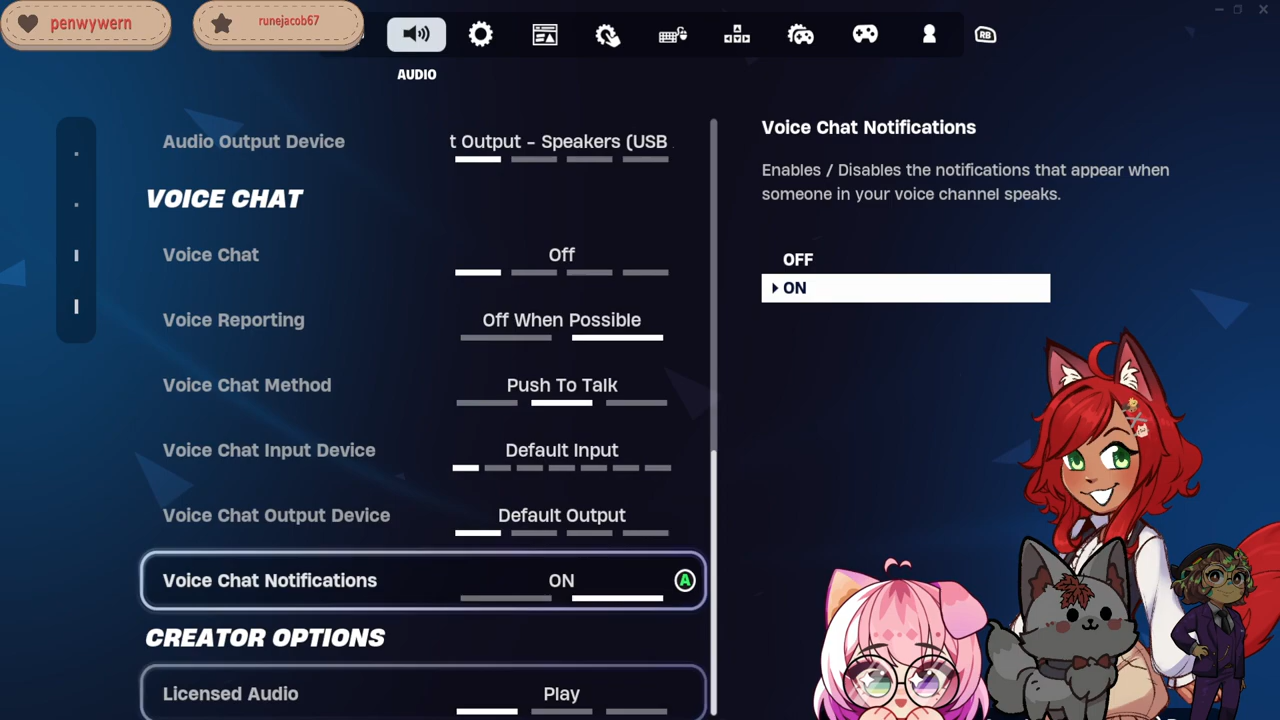 penwywern
runejacob67
RB
AUDIO
Audio Output Device
t Output - Speakers (USB
VOICE CHAT
Voice Chat
Off
Voice Reporting
Off When Possible
Voice Chat Method
Push To Talk
Voice Chat Input Device
Default Input
Voice Chat Output Device
Default Output
Voice Chat Notifications
ON
A
CREATOR OPTIONS
Licensed Audio
Play
Voice Chat Notifications
Enables / Disables the notifications that appear when
someone in your voice channel speaks.
OFF
ON